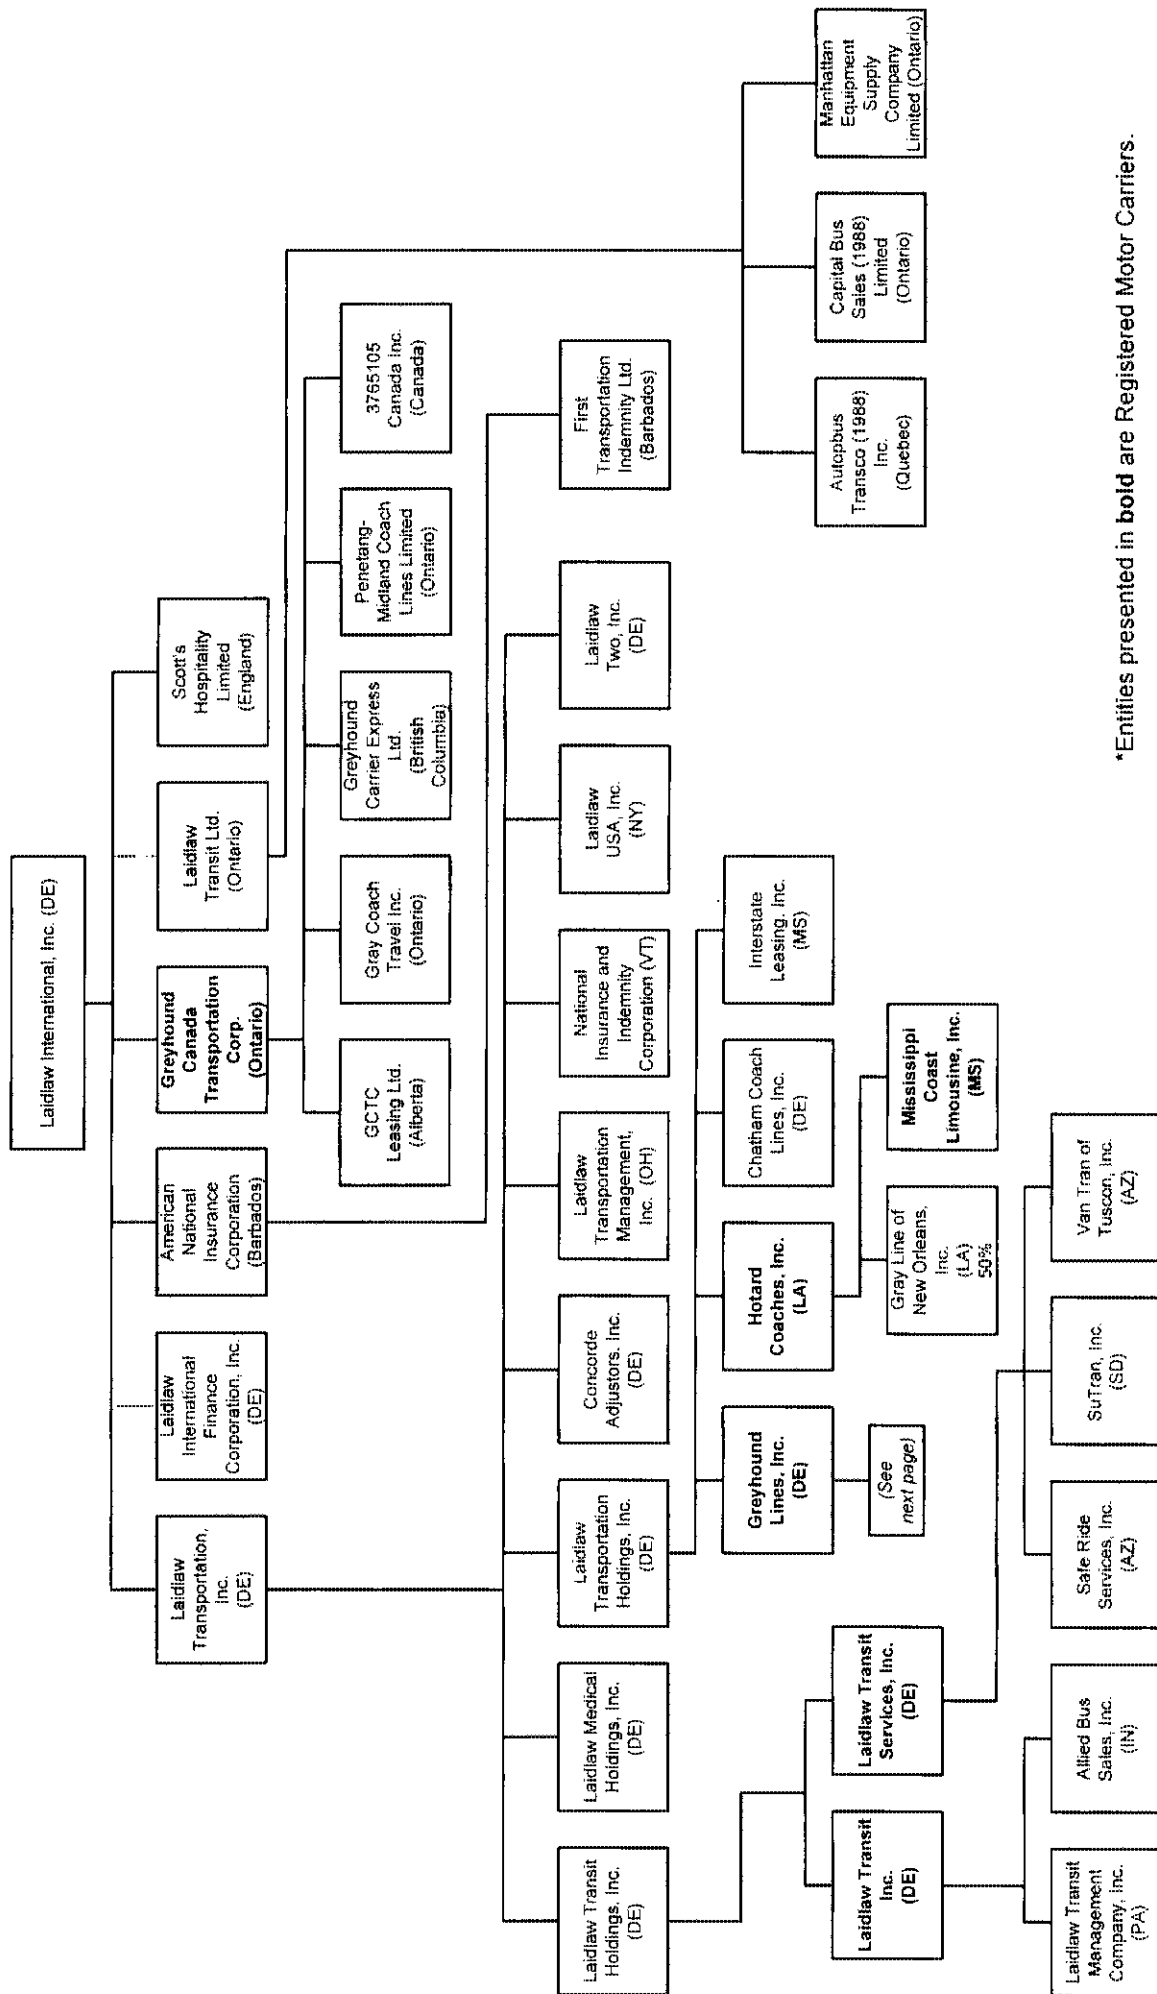 Laidlaw International, Inc. (DE)
Laidlaw
Transportation,
Inc.
(DE)
Laidlaw
International
Finance
Corporation, Inc.
(DE)
American
National
Insurance
Corporation
(Barbados)
Greyhound
Canada
Transportation
Corp.
(Ontario)
Laidlaw
Transit Ltd.
(Ontario)
Scott's
Hospitality
Limited
(England)
GCTC
Leasing Ltd.
(Alberta)
Gray Coach
Travel Inc.
(Ontario)
Greyhound
Carrier Express
Ltd.
(British
Columbia)
Penetang-
Midland Coach
Lines Limited
(Ontario)
3765105
Canada Inc.
(Canada)
Laidlaw Transit
Holdings, Inc.
(DE)
Laidlaw Medical
Holdings, Inc.
(DE)
Laidlaw
Transportation
Holdings, Inc.
(DE)
Concorde
Adjustors, Inc.
(DE)
Laidlaw
Transportation
Management,
Inc. (OH)
National
Insurance and
Indemnity
Corporation (VT)
Laidlaw
USA, Inc.
(NY)
Laidlaw
Two, Inc.
(DE)
First
Transportation
Indemnity Ltd.
(Barbados)
Greyhound
Lines, Inc.
(DE)
Hotard
Coaches, Inc.
(LA)
Chatham Coach
Lines, Inc.
(DE)
Interstate
Leasing, Inc.
(MS)
Laidlaw Transit
Inc.
(DE)
Laidlaw Transit
Services, Inc.
(DE)
(See
next page)
Gray Line of
New Orleans,
Inc.
(LA)
50%
Mississippi
Coast
Limousine, Inc.
(MS)
Autopbus
Transco (1988)
Inc.
(Quebec)
Capital Bus
Sales (1988)
Limited
(Ontario)
Manhattan
Equipment
Supply
Company
Limited (Ontario)
Laidlaw Transit
Management
Company, Inc.
(PA)
Allied Bus
Sales, Inc.
(IN)
Safe Ride
Services, Inc.
(AZ)
SuTran, Inc.
(SD)
Van Tran of
Tuscon, Inc.
(AZ)
*Entities presented in bold are Registered Motor Carriers.